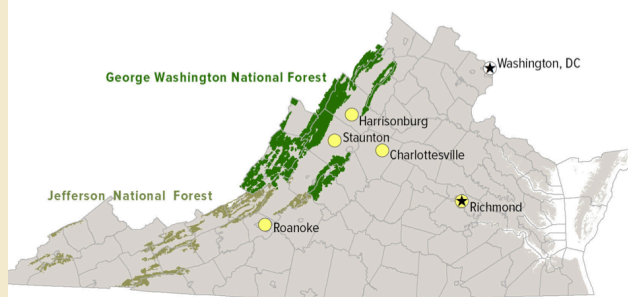 Washington, DC
George Washington National Forest
Harrisonburg
Staunton
Charlottesville
Jefferson National Forest
Richmond
Roanoke